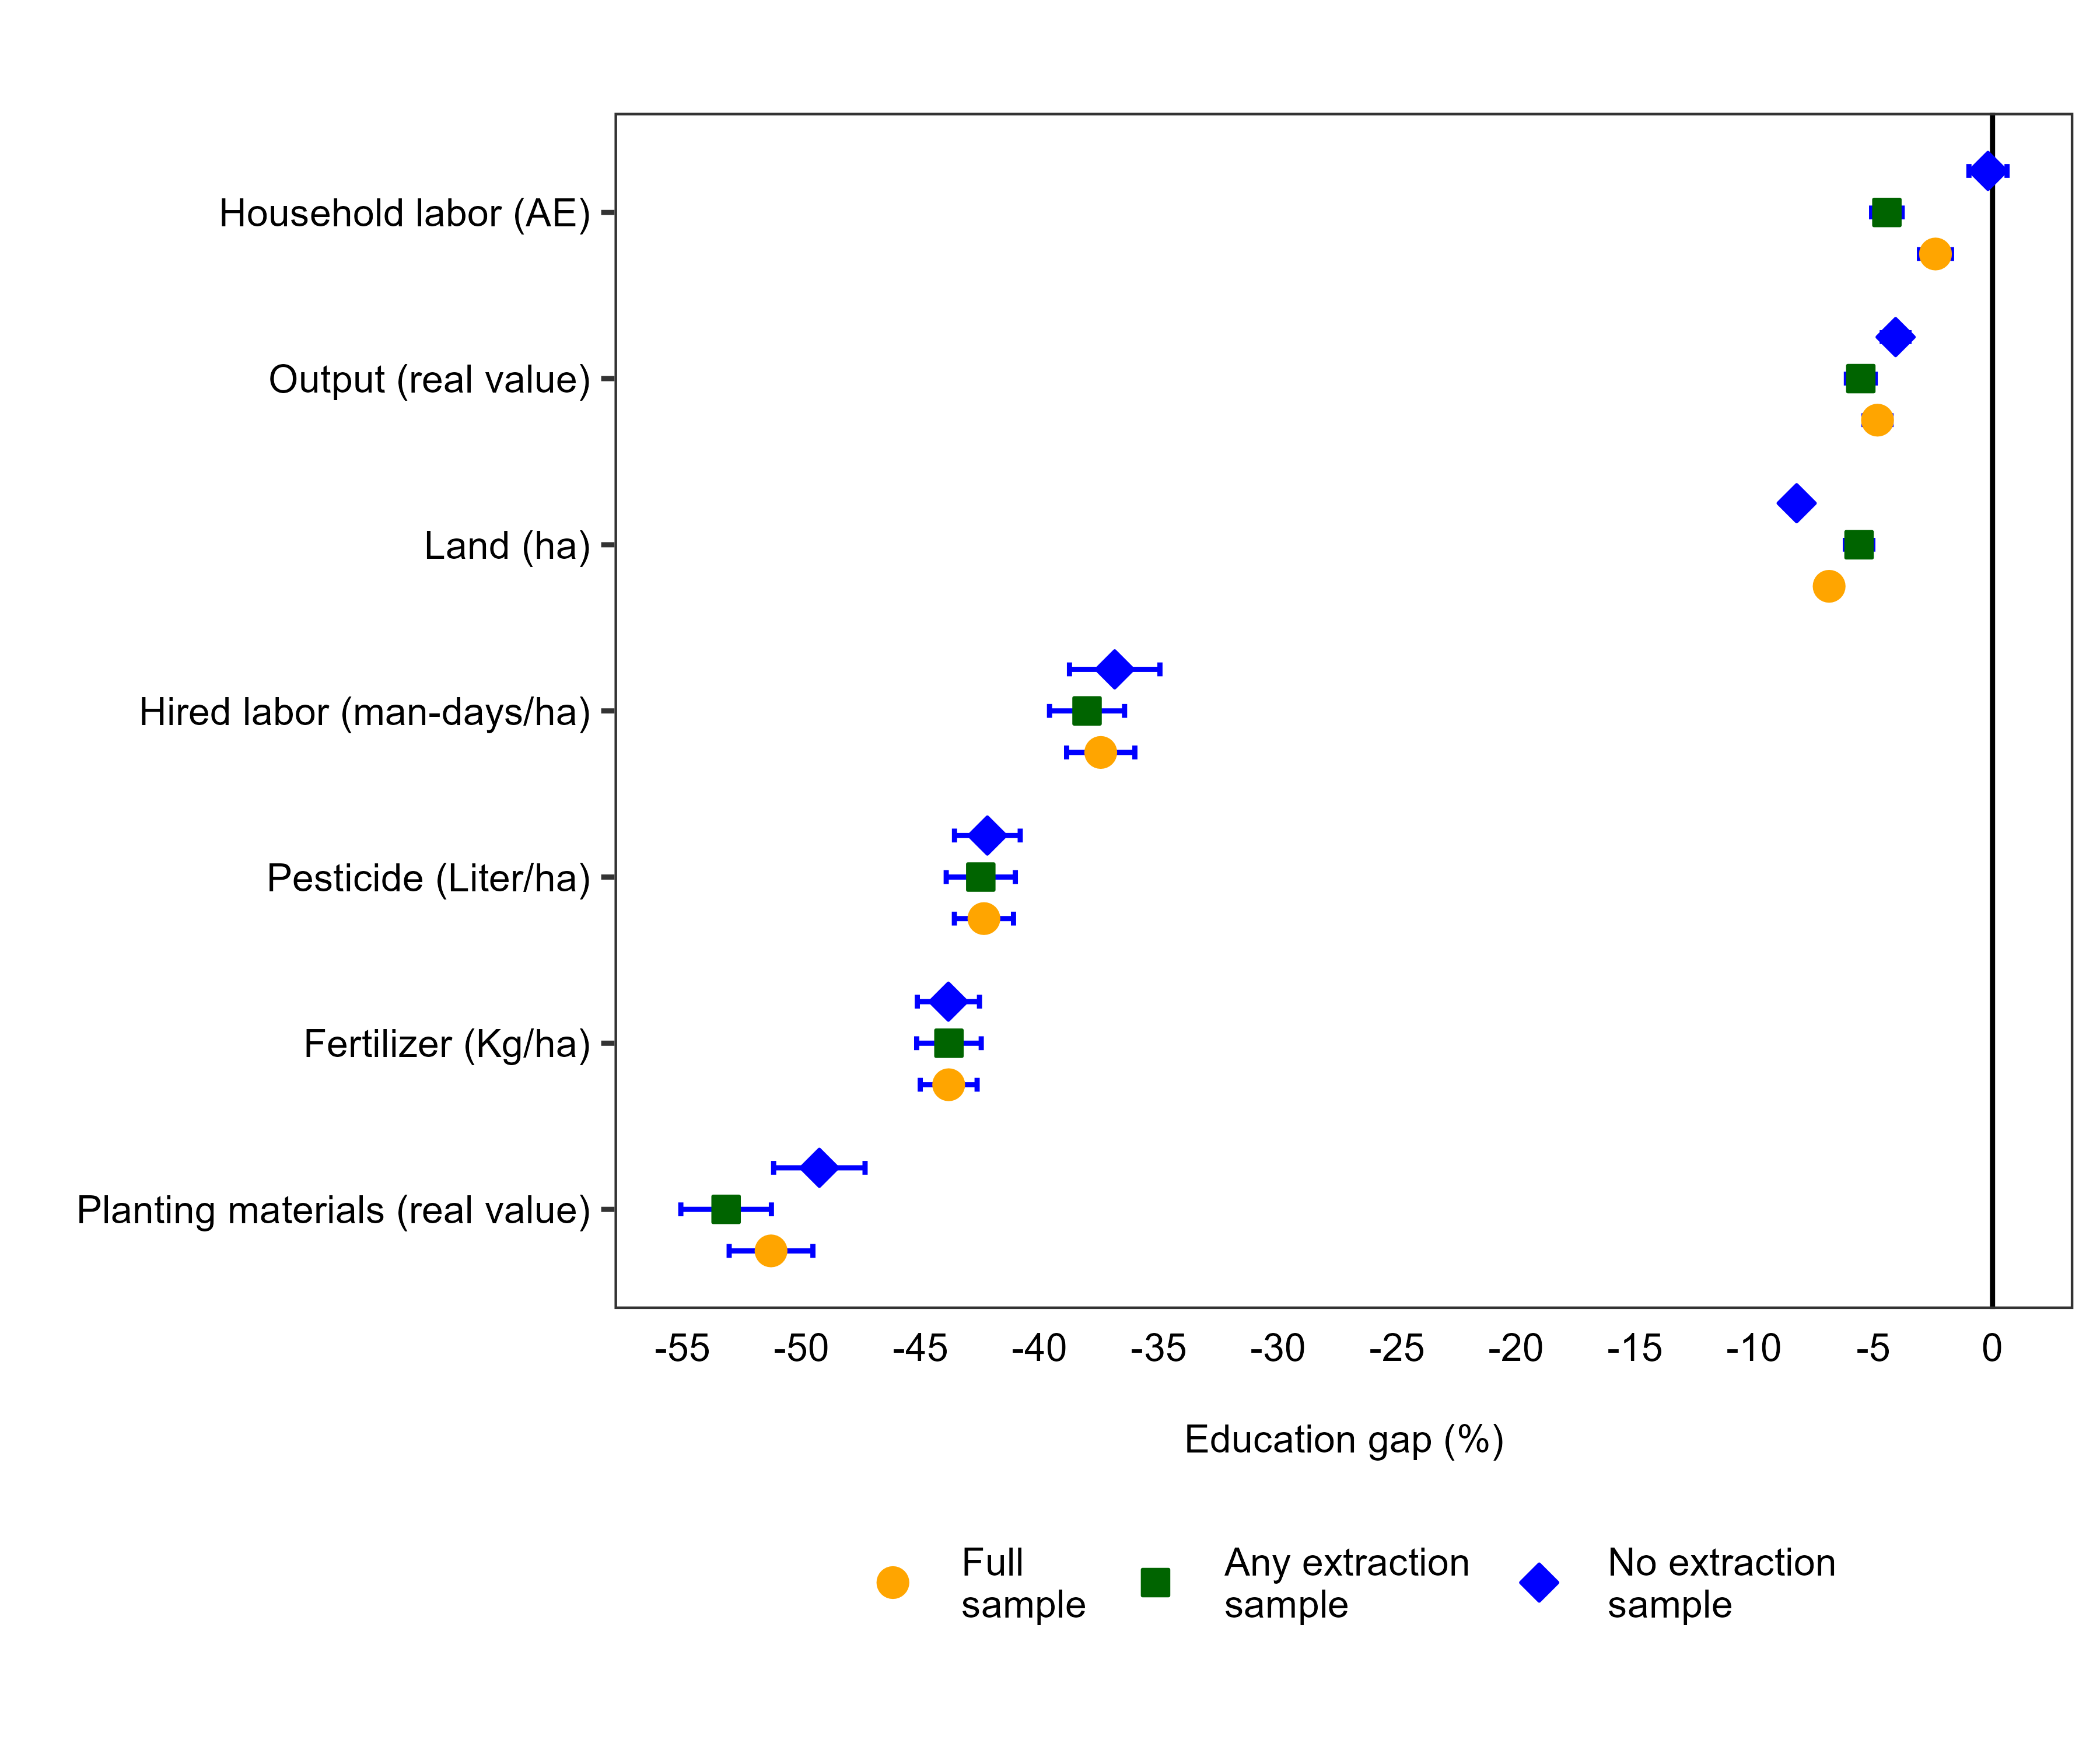 Household labor (AE)
Output (real value)
Land (ha)
Hired labor (man-days/ha)
Pesticide (Liter/ha)
Fertilizer (Kg/ha)
Planting materials (real value)
-55 -50 -45 -40 -35 -30 -25 -20 -15 -10 -5 0
Education gap (%)
Full
sample
Any extraction
sample
No extraction
sample